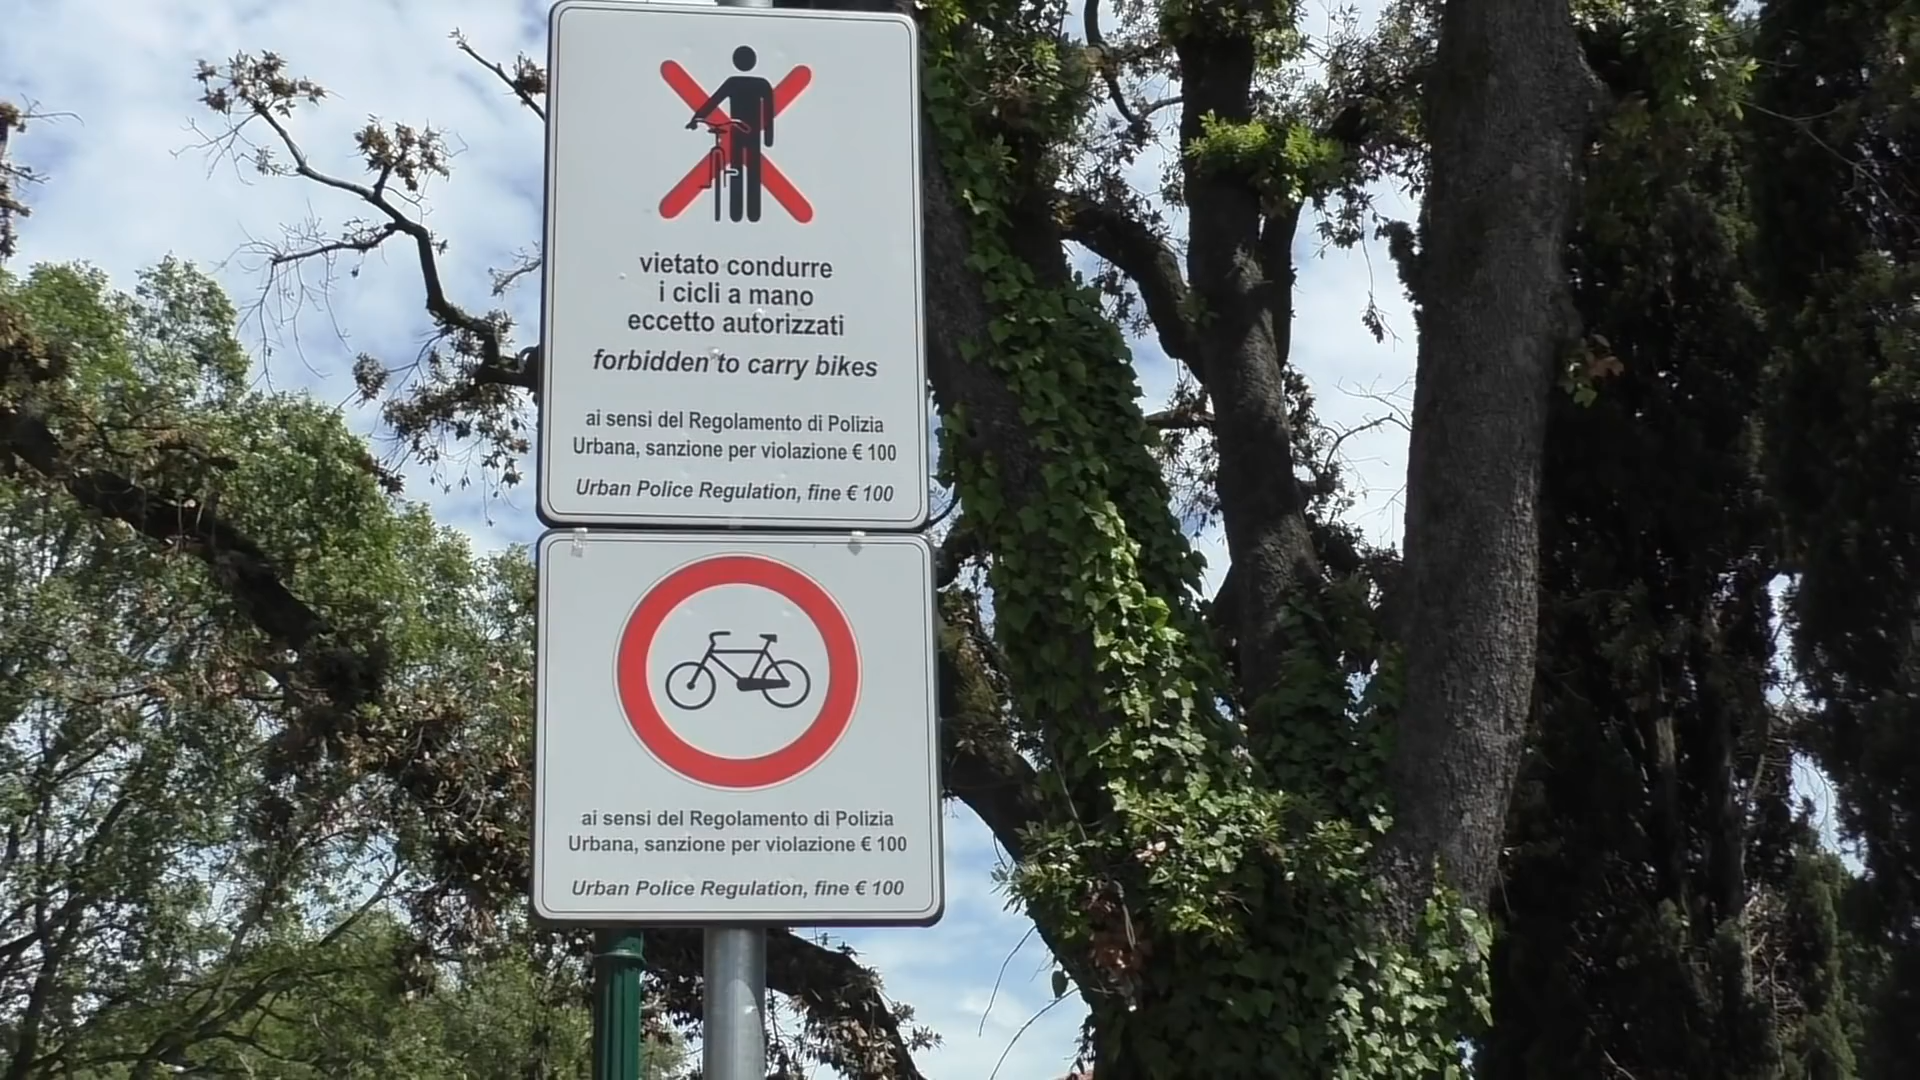 vietato condurre
i cicli a mano
eccetto autorizzati
forbidden to carry bikes
ai sensi del Regolamento di Polizia
Urbana, sanzione per violazione € 100
Urban Police Regulation, fine € 100
ai sensi del Regolamento di Polizia
Urbana, sanzione per violazione € 100
Urban Police Regulation, fine € 100